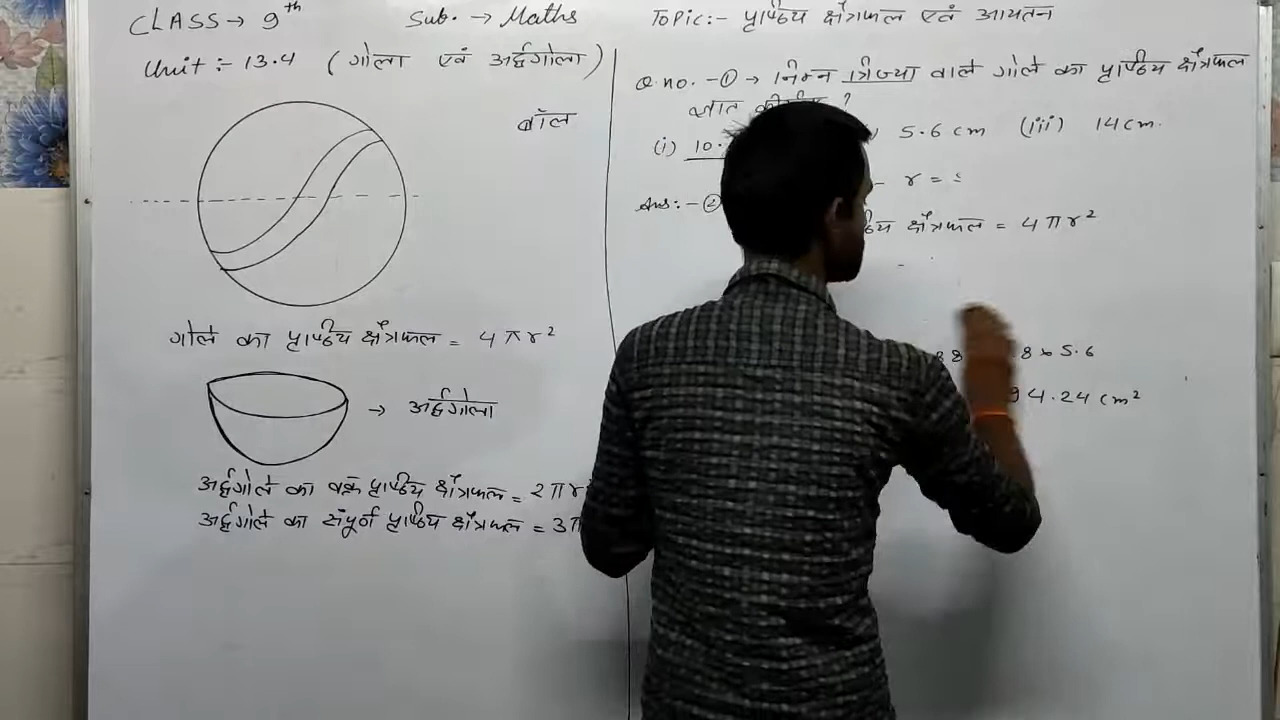 CLASS → 9th Sub. → Maths
Unit :- 13.4 ( गोला एवं अर्द्धगोला )
बॉल
गोले का पृष्ठीय क्षेत्रफल = 4πr²
→ अर्द्धगोला
अर्द्धगोले का वक्र पृष्ठीय क्षेत्रफल = 2πr
अर्द्धगोले का संपूर्ण पृष्ठीय क्षेत्रफल = 3π
Topic:- पृष्ठीय क्षेत्रफल एवं आयतन
Q. no. - ① → निम्न त्रिज्या वाले गोले का पृष्ठीय क्षेत्रफल
ज्ञात ?
(i) 10. 5.6 cm (iii) 14 cm.
Ans:- ② r =
क्षेत्रफल = 4πr²
8 × 5.6
94.24 cm²